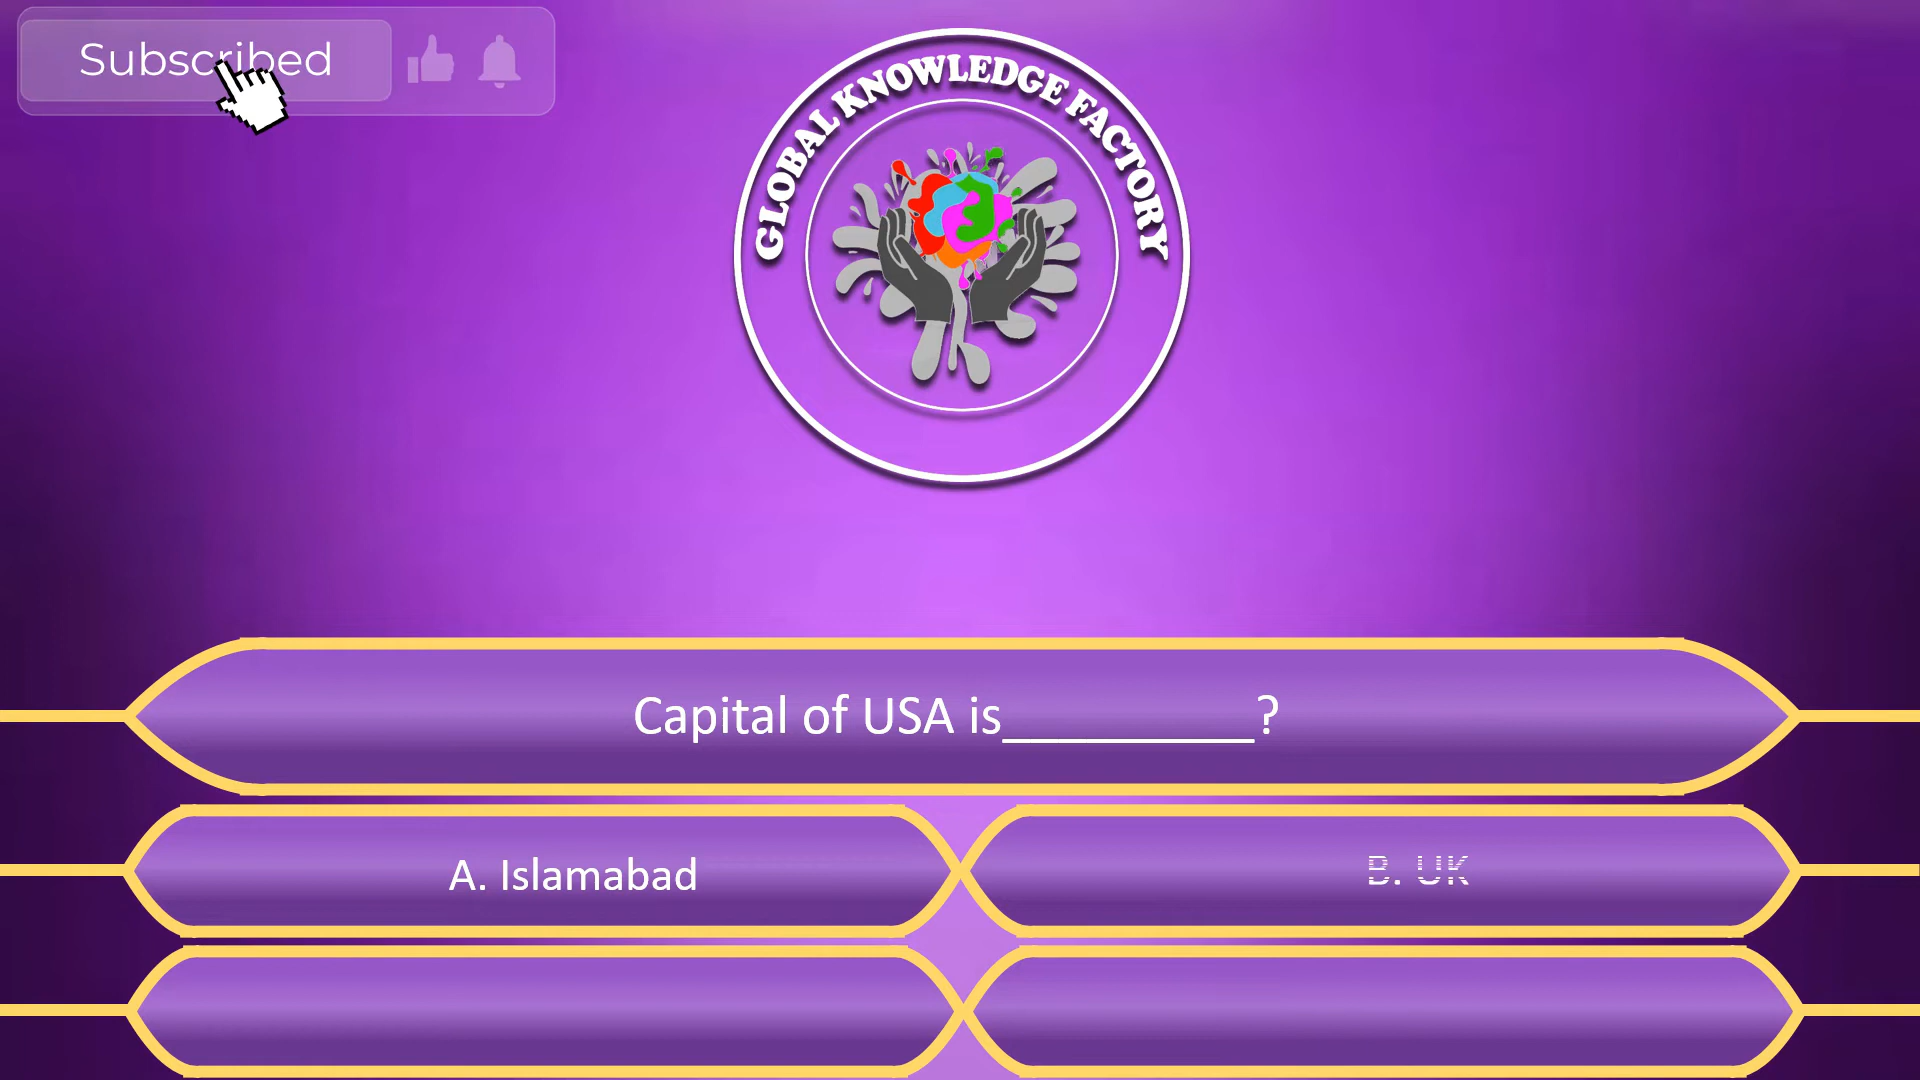 Subscribed
GLOBAL KNOWLEDGE FACTORY
Capital of USA is__________?
A. Islamabad
B. UK